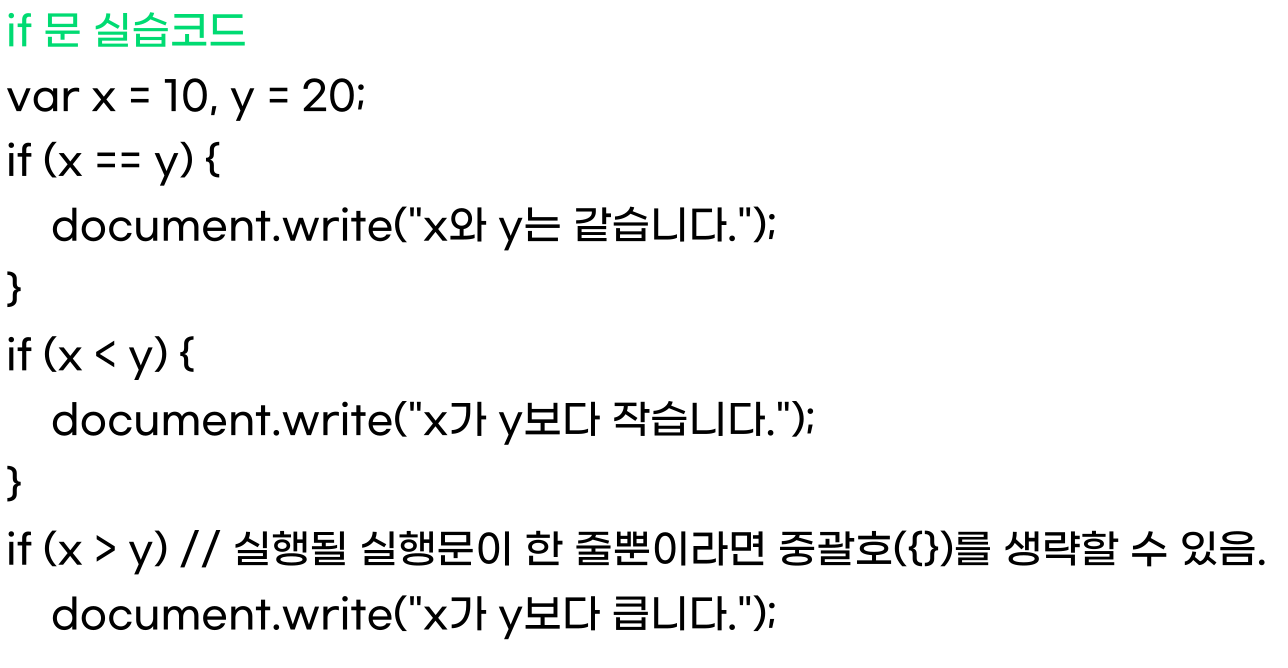 if 문 실습코드
var x = 10, y = 20;
if (x == y) {
    document.write("x와 y는 같습니다.");
}
if (x < y) {
    document.write("x가 y보다 작습니다.");
}
if (x > y) // 실행될 실행문이 한 줄뿐이라면 중괄호({})를 생략할 수 있음.
    document.write("x가 y보다 큽니다.");